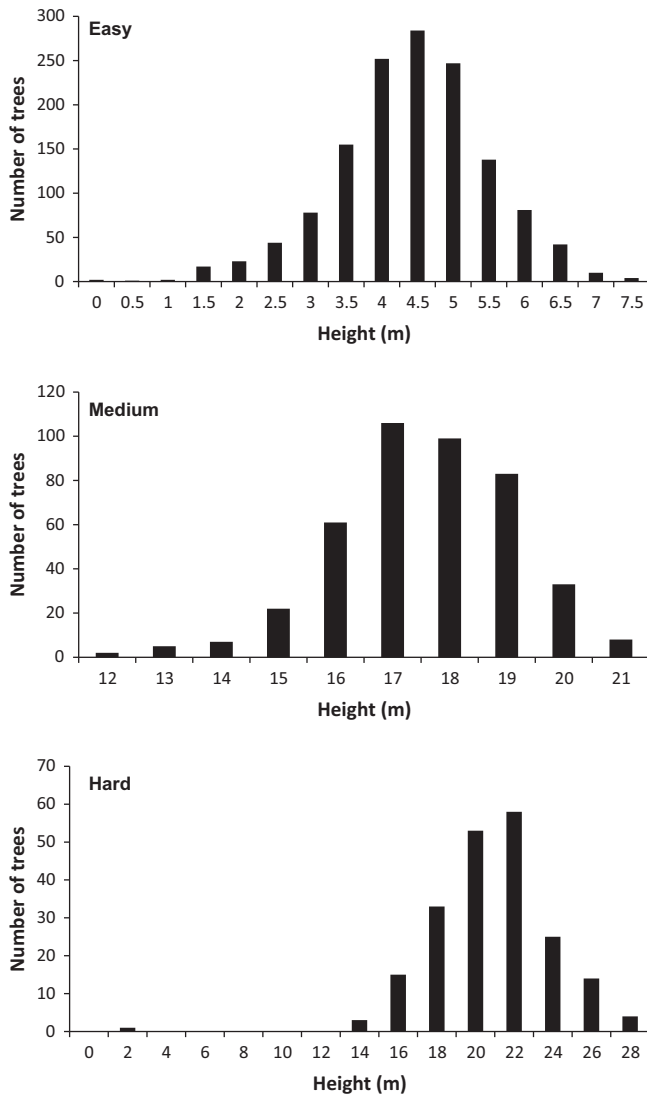 Easy
Number of trees
300
250
200
150
100
50
0
0 0.5 1 1.5 2 2.5 3 3.5 4 4.5 5 5.5 6 6.5 7 7.5
Height (m)
Medium
Number of trees
120
100
80
60
40
20
0
12 13 14 15 16 17 18 19 20 21
Height (m)
Hard
Number of trees
70
60
50
40
30
20
10
0
0 2 4 6 8 10 12 14 16 18 20 22 24 26 28
Height (m)